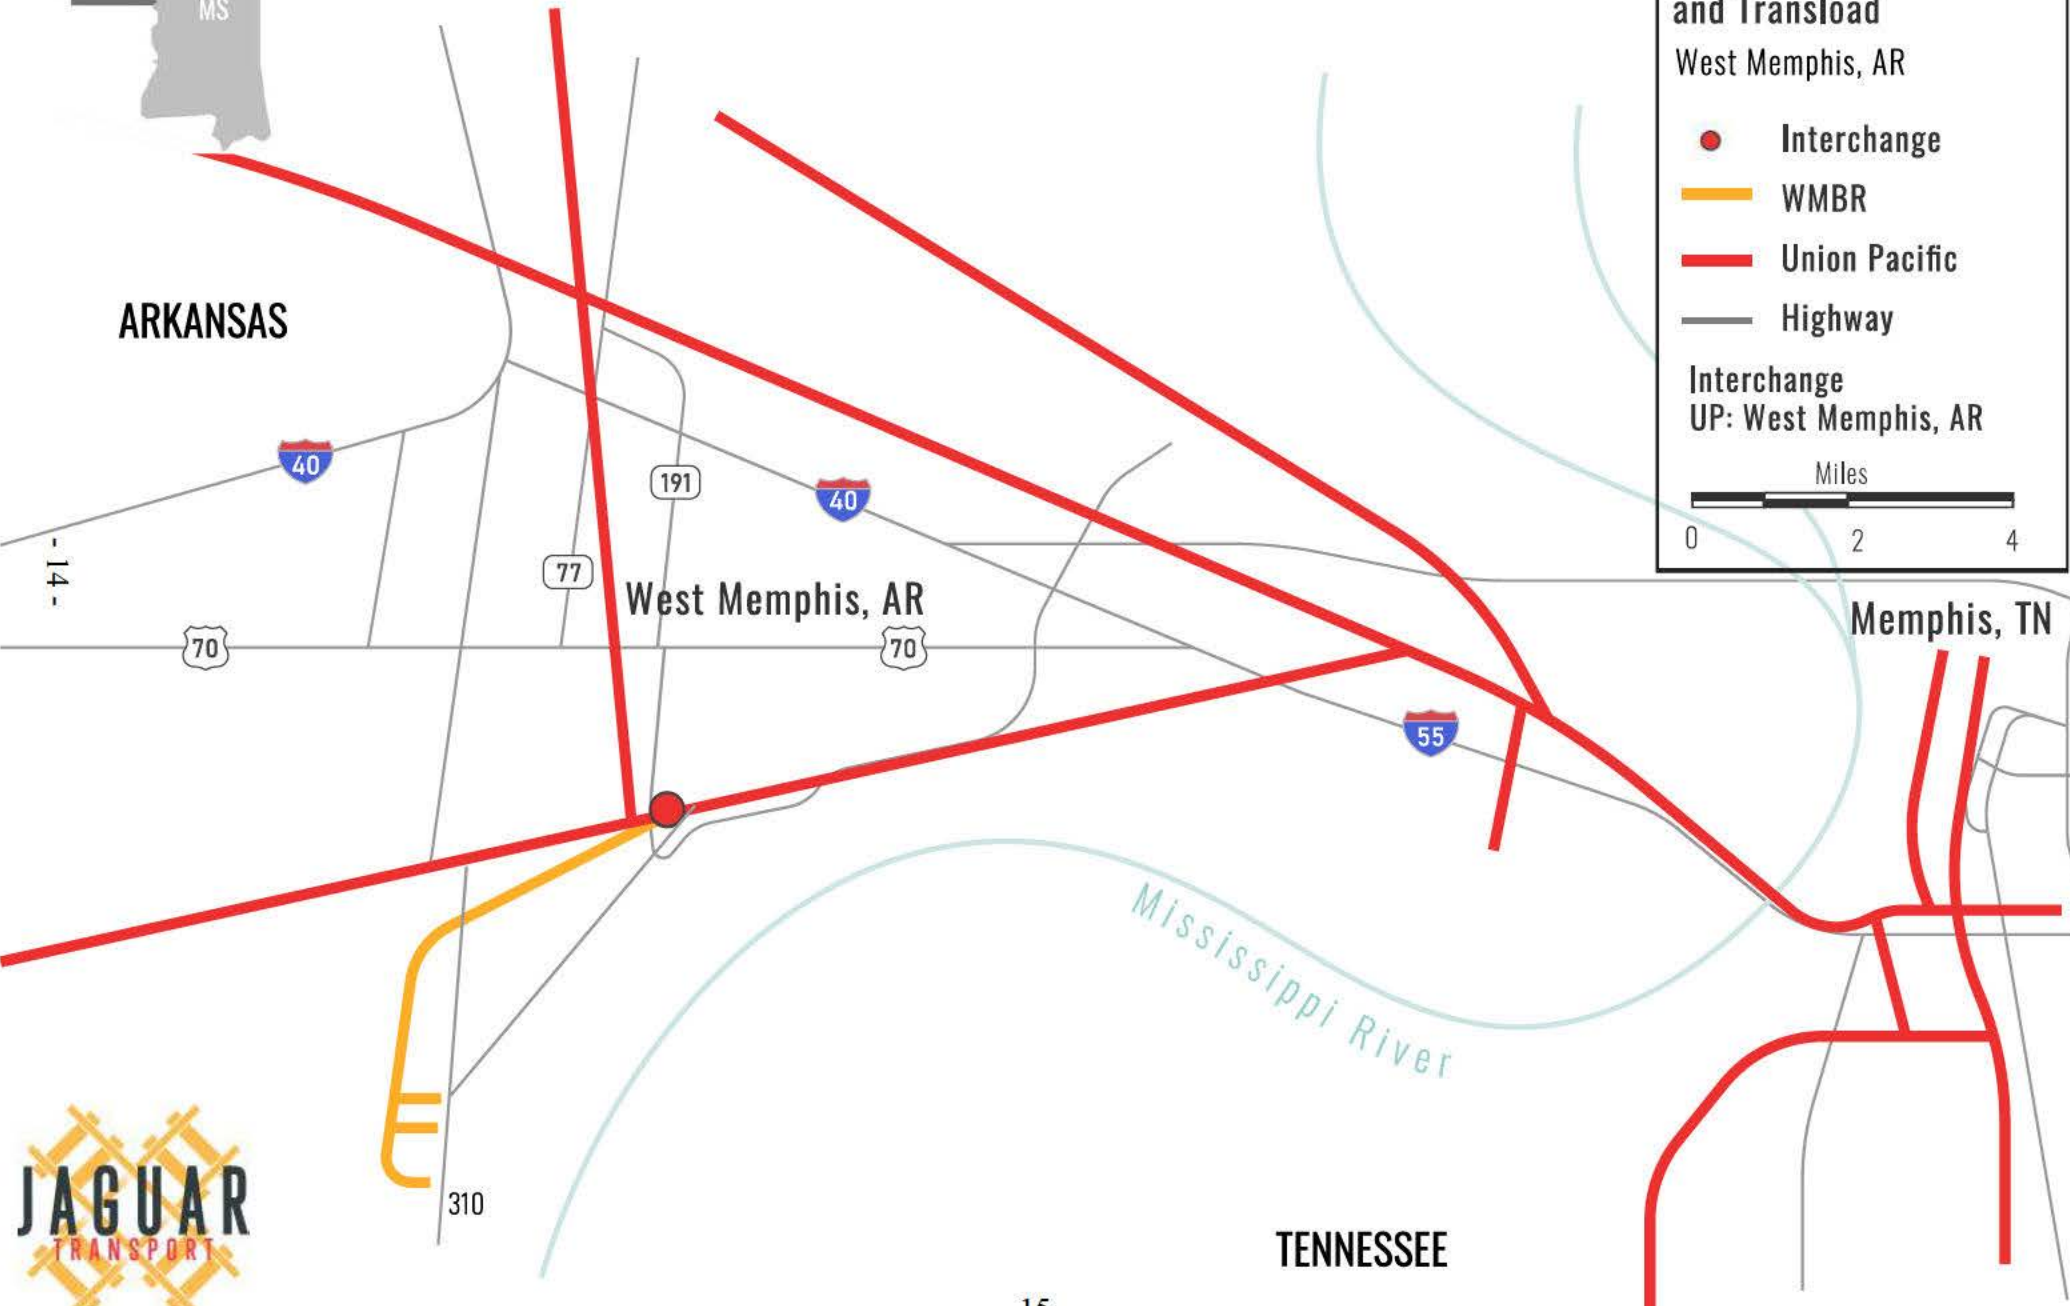 MS
and Transload
West Memphis, AR
Interchange
WMBR
Union Pacific
Highway
Interchange
UP: West Memphis, AR
Miles
0 2 4
ARKANSAS
40
191
40
- 14 -
77
West Memphis, AR
Memphis, TN
70
70
55
Mississippi River
JAGUAR
TRANSPORT
310
TENNESSEE